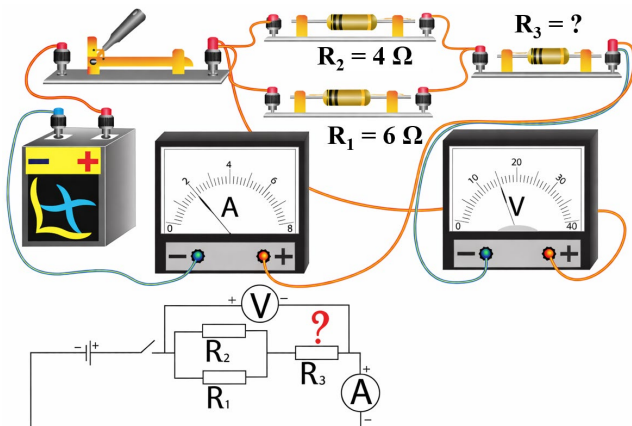 R₂ = 4 Ω
R₃ = ?
R₁ = 6 Ω
− +
0 2 4 6 8
A
− +
0 10 20 30 40
V
− +
+ V −
− +
R₂
R₁
?
R₃
+
A
−